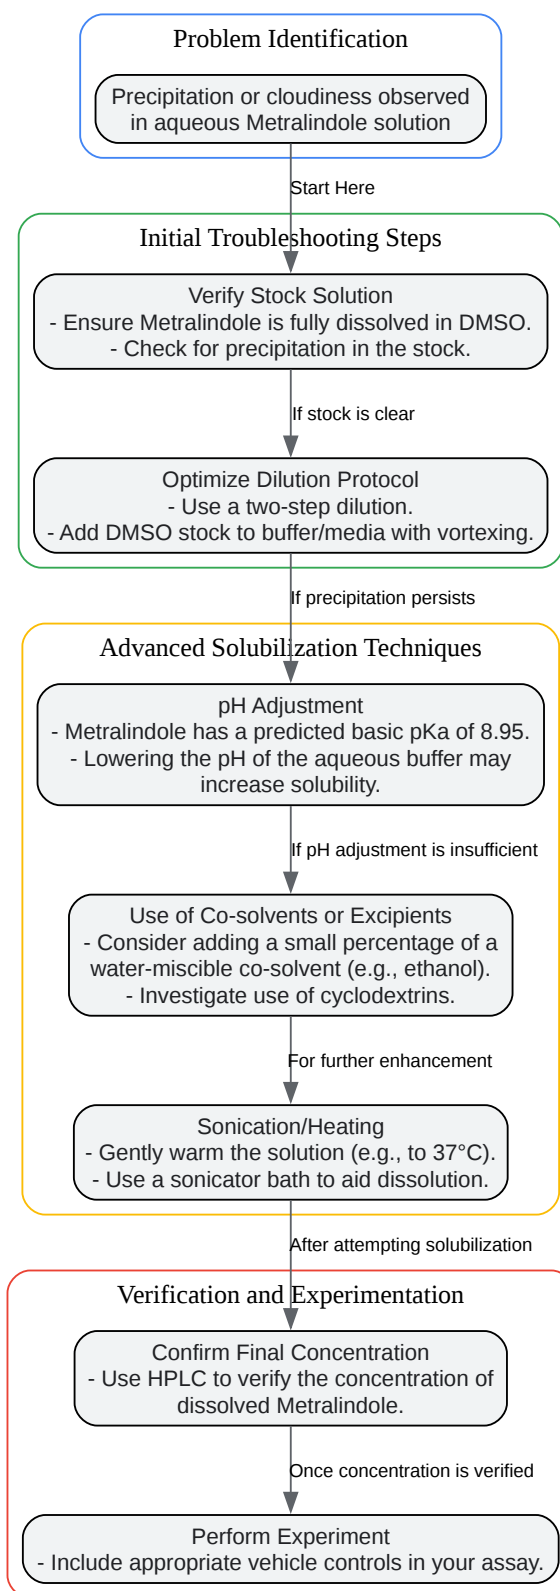 Problem Identification
Precipitation or cloudiness observed
in aqueous Metralindole solution
Start Here
Initial Troubleshooting Steps
Verify Stock Solution
- Ensure Metralindole is fully dissolved in DMSO.
- Check for precipitation in the stock.
If stock is clear
Optimize Dilution Protocol
- Use a two-step dilution.
- Add DMSO stock to buffer/media with vortexing.
If precipitation persists
Advanced Solubilization Techniques
pH Adjustment
- Metralindole has a predicted basic pKa of 8.95.
- Lowering the pH of the aqueous buffer may
increase solubility.
If pH adjustment is insufficient
Use of Co-solvents or Excipients
- Consider adding a small percentage of a
water-miscible co-solvent (e.g., ethanol).
- Investigate use of cyclodextrins.
For further enhancement
Sonication/Heating
- Gently warm the solution (e.g., to 37°C).
- Use a sonicator bath to aid dissolution.
After attempting solubilization
Verification and Experimentation
Confirm Final Concentration
- Use HPLC to verify the concentration of
dissolved Metralindole.
Once concentration is verified
Perform Experiment
- Include appropriate vehicle controls in your assay.